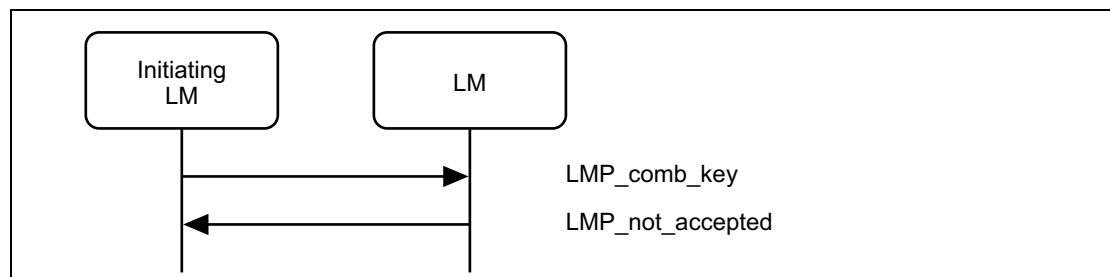 Initiating
LM
LM
LMP_comb_key
LMP_not_accepted